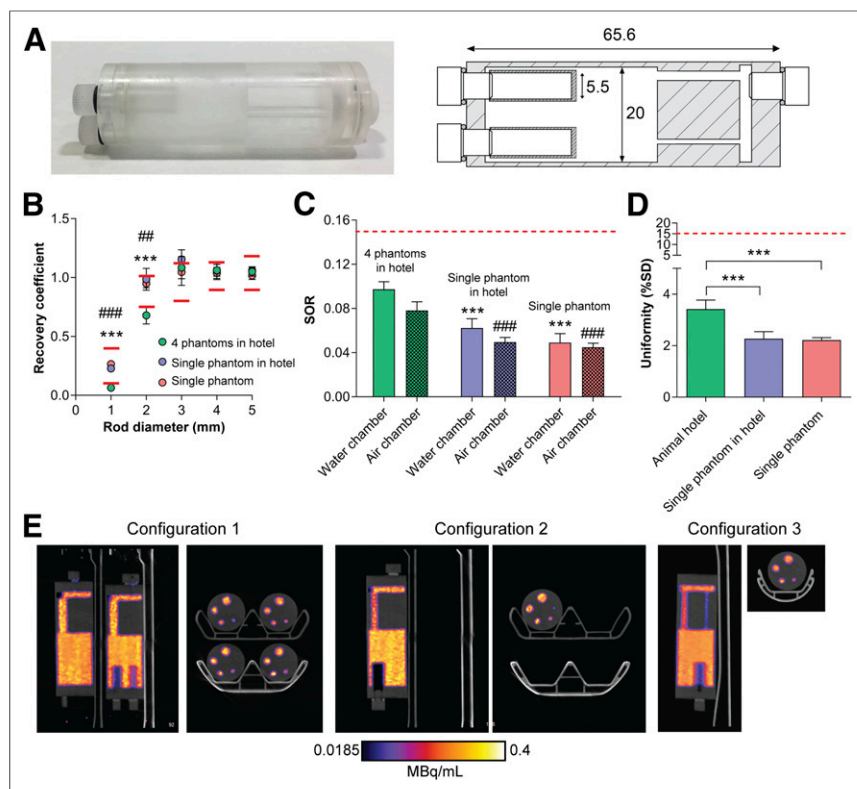 A
65.6
5.5
20
B
Recovery coefficient
1.5
1.0
0.5
0.0
###
***
##
***
4 phantoms in hotel
Single phantom in hotel
Single phantom
0 1 2 3 4 5
Rod diameter (mm)
C
SOR
0.16
0.12
0.08
0.04
0.00
4 phantoms
in hotel
Single phantom
in hotel
Single phantom
*** ###
*** ###
Water chamber
Air chamber
Water chamber
Air chamber
Water chamber
Air chamber
D
Uniformity (%SD)
20
15
10
5
4
2
0
***
***
Animal hotel
Single phantom in hotel
Single phantom
E
Configuration 1
Configuration 2
Configuration 3
0.0185
0.4
MBq/mL